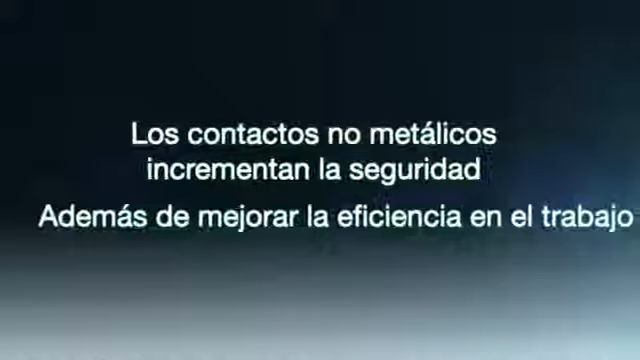 Los contactos no metálicos
incrementan la seguridad
Además de mejorar la eficiencia en el trabajo